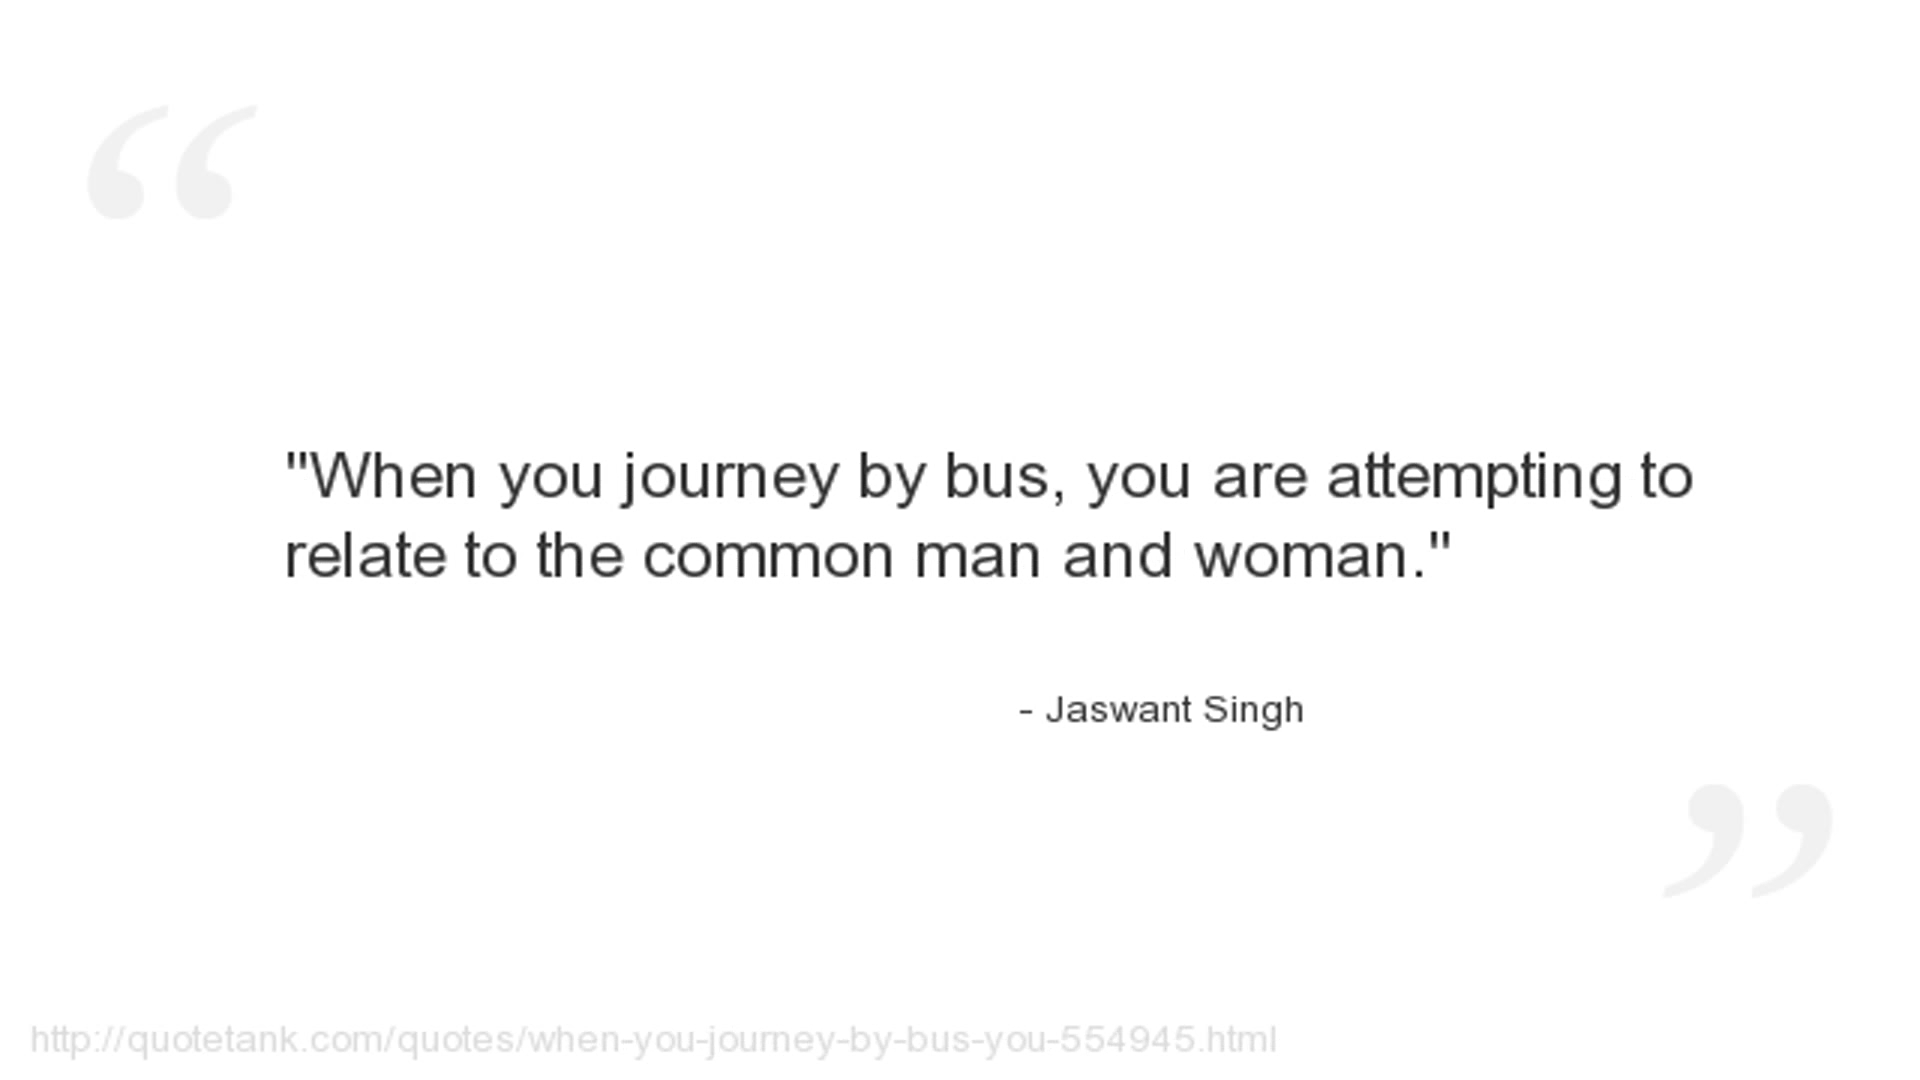 "When you journey by bus, you are attempting to
relate to the common man and woman."
- Jaswant Singh
http://quotetank.com/quotes/when-you-journey-by-bus-you-554945.html